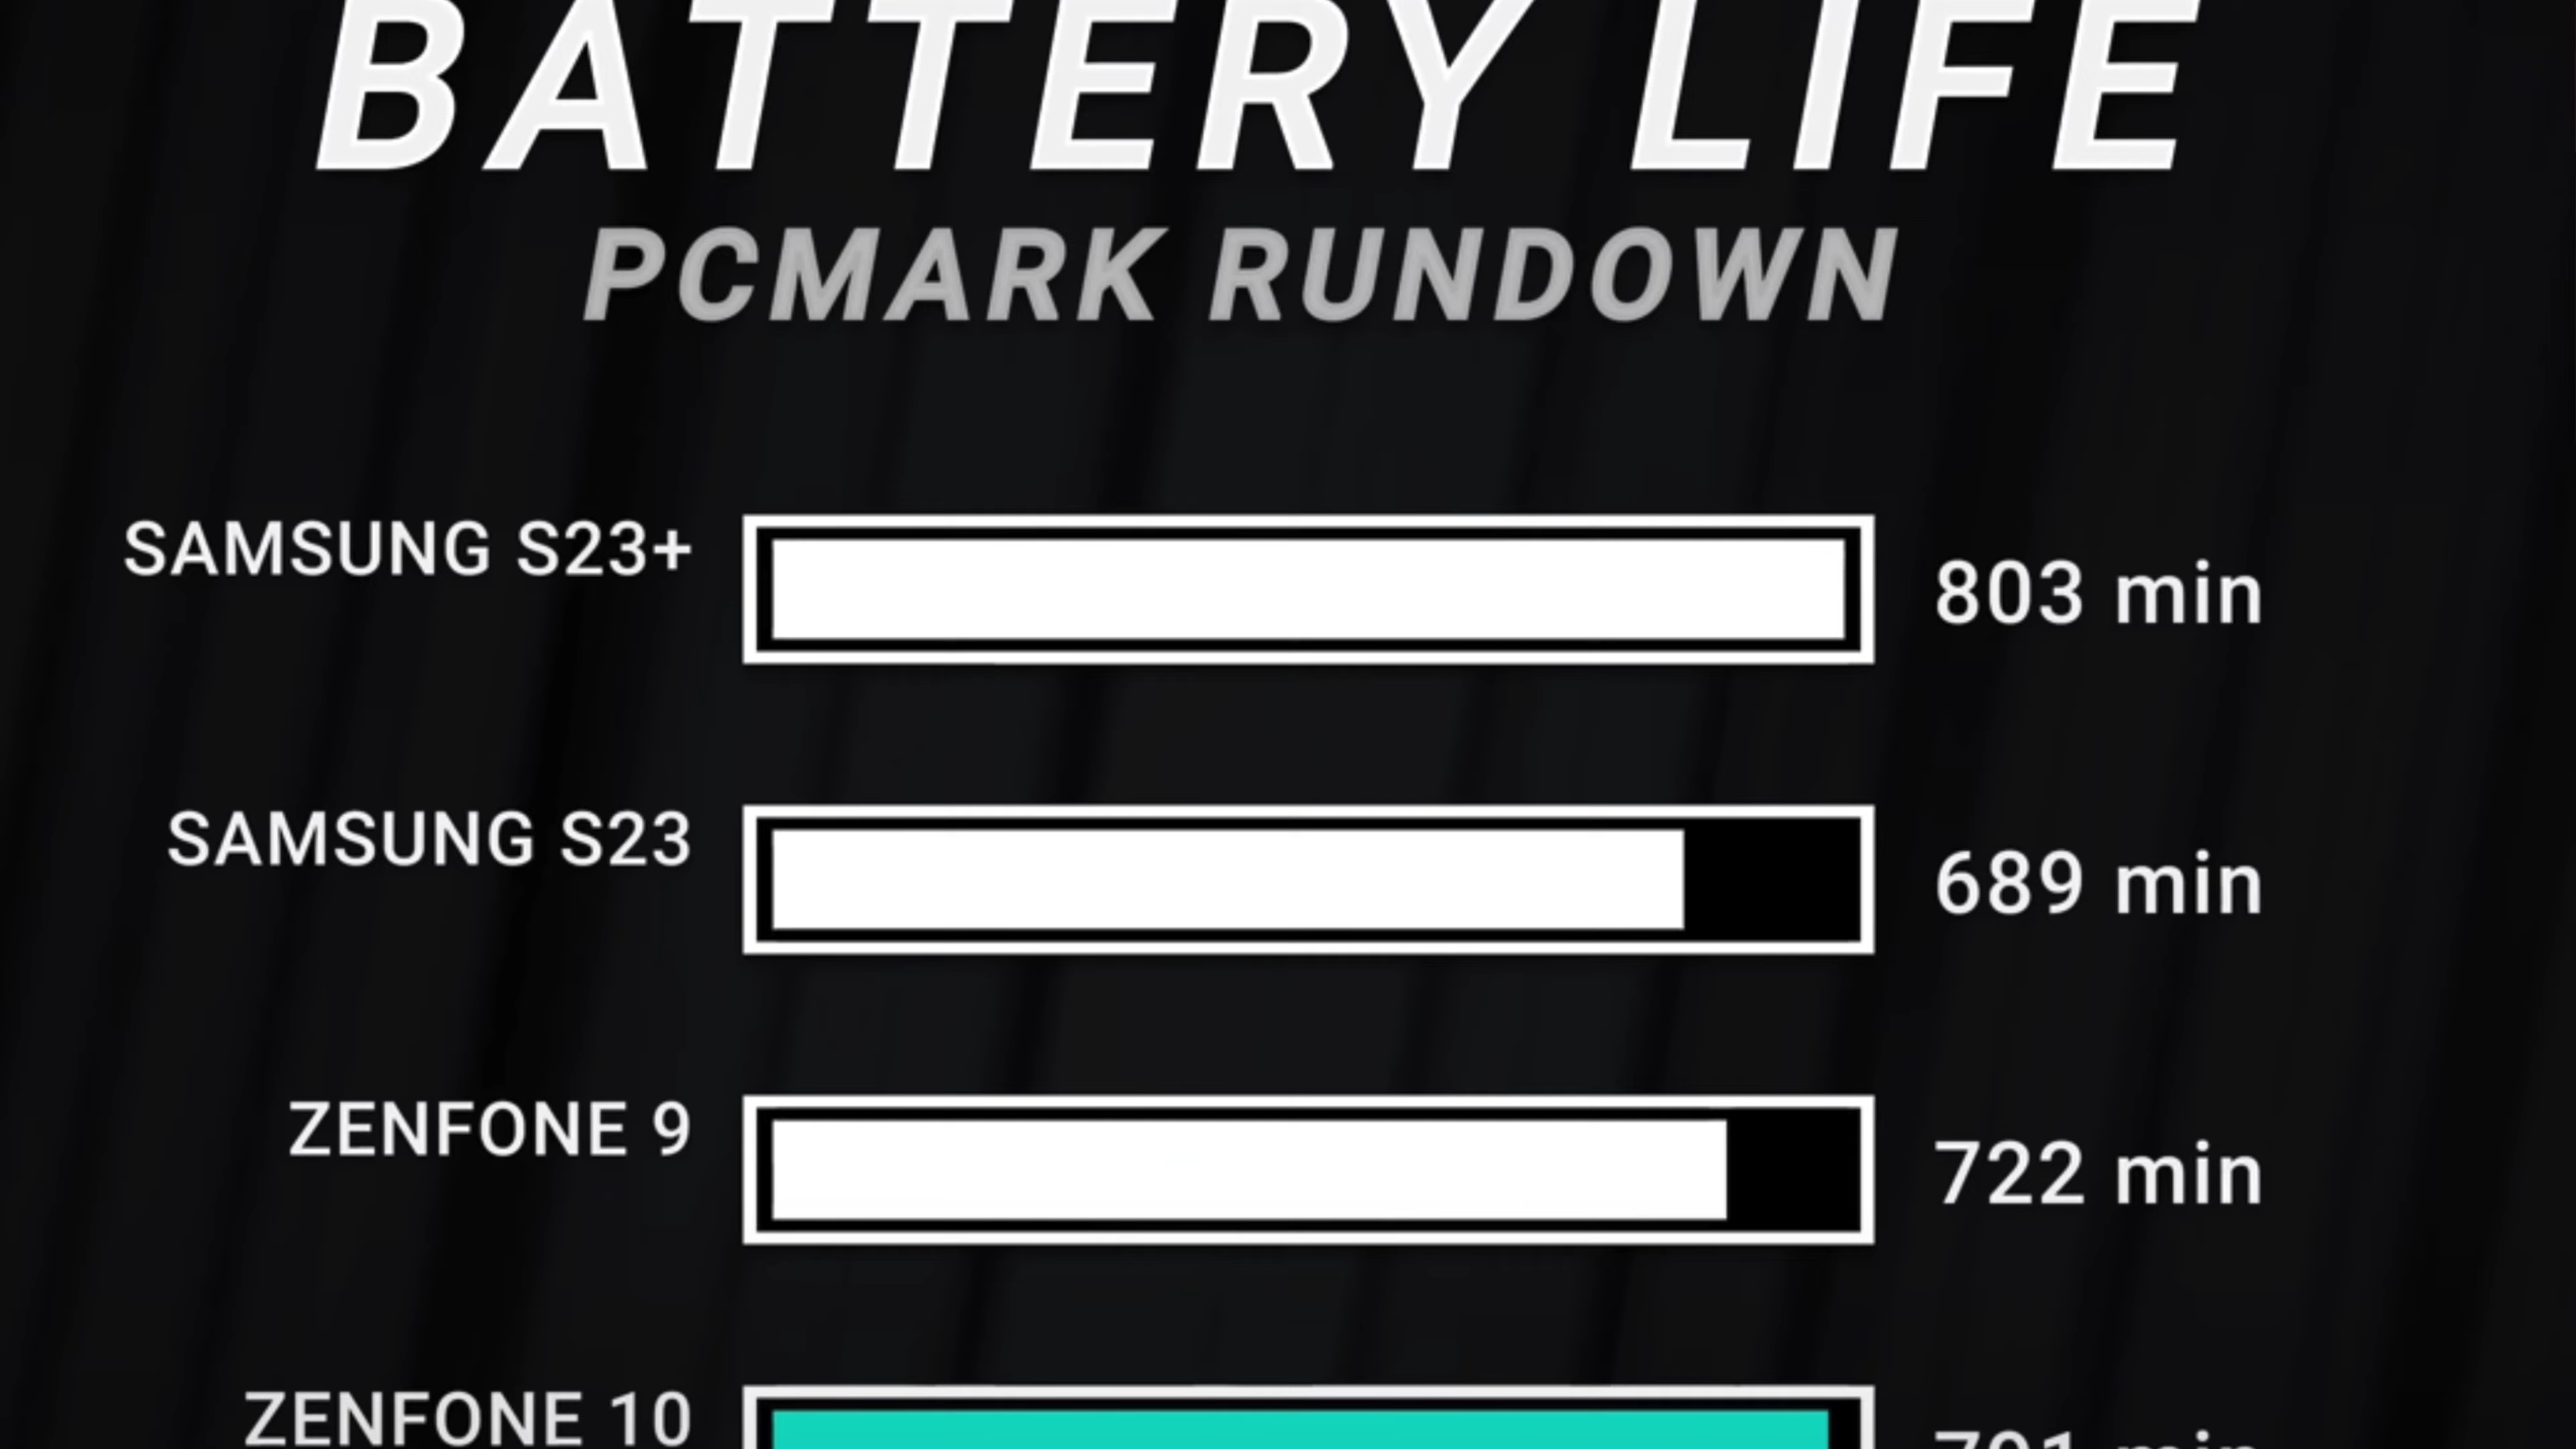 BATTERY LIFE
PCMARK RUNDOWN
SAMSUNG S23+ 803 min
SAMSUNG S23 689 min
ZENFONE 9 722 min
ZENFONE 10